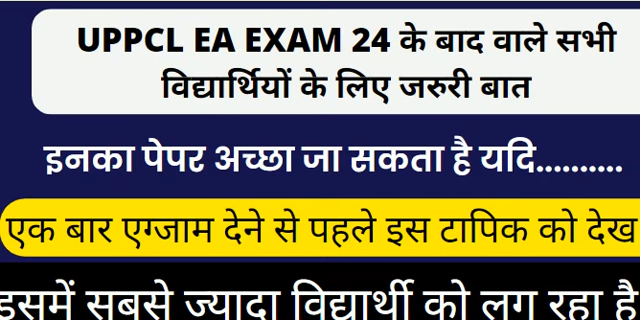 UPPCL EA EXAM 24 के बाद वाले सभी
विद्यार्थियों के लिए जरुरी बात
इनका पेपर अच्छा जा सकता है यदि..........
एक बार एग्जाम देने से पहले इस टापिक को देख
इसमें सबसे ज्यादा विद्यार्थी को लग रहा है